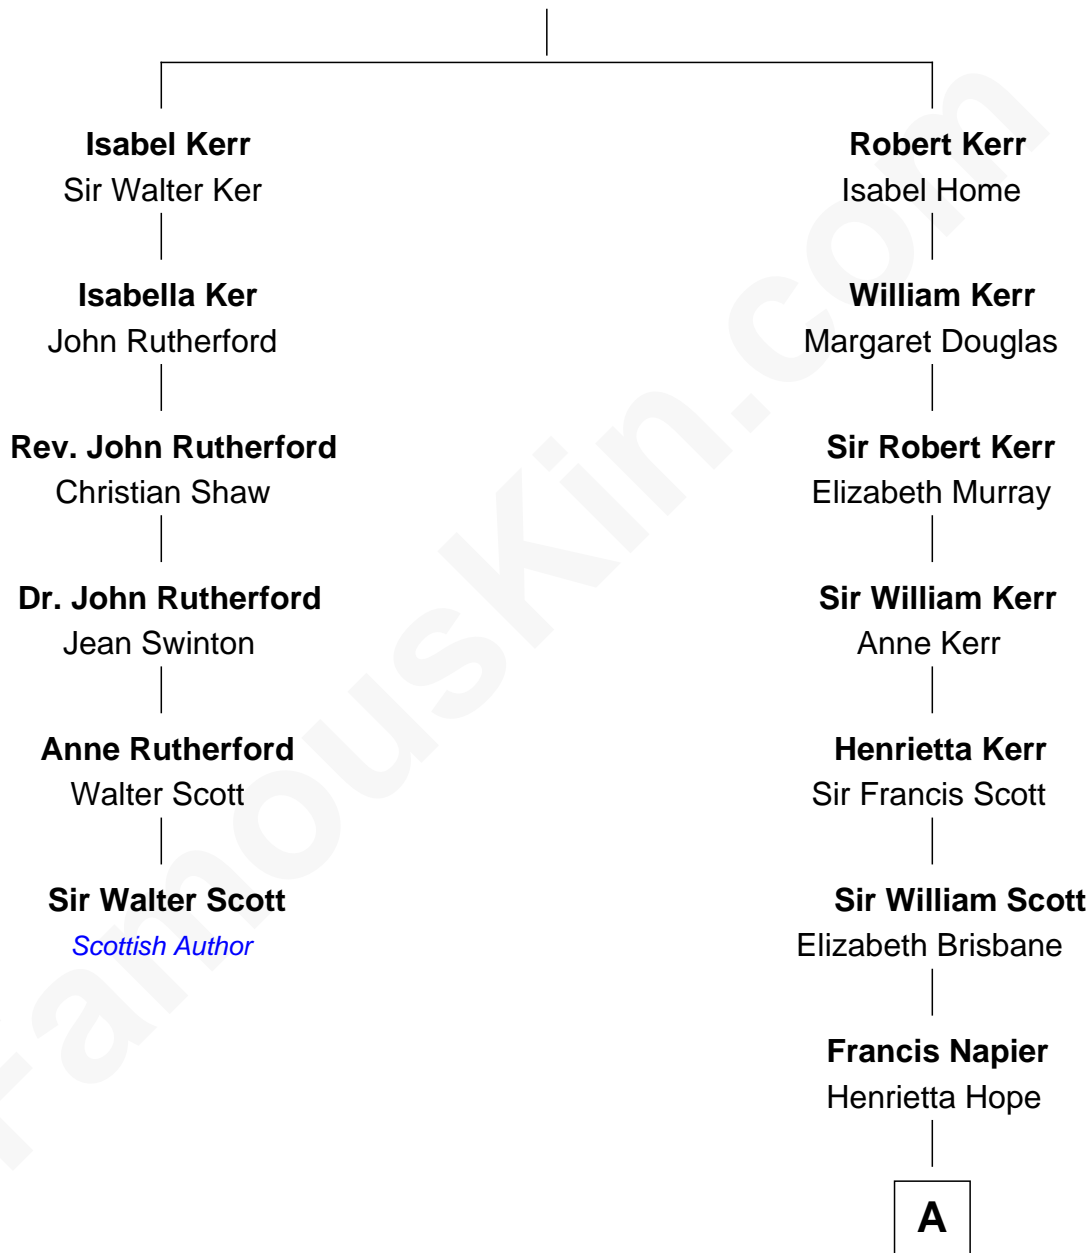 Isabel Kerr
Sir Walter Ker
Robert Kerr
Isabel Home
Isabella Ker
John Rutherford
William Kerr
Margaret Douglas
Rev. John Rutherford
Christian Shaw
Sir Robert Kerr
Elizabeth Murray
Dr. John Rutherford
Jean Swinton
Sir William Kerr
Anne Kerr
Anne Rutherford
Walter Scott
Henrietta Kerr
Sir Francis Scott
Sir Walter Scott
Scottish Author
Sir William Scott
Elizabeth Brisbane
Francis Napier
Henrietta Hope
A
FamousKin.com